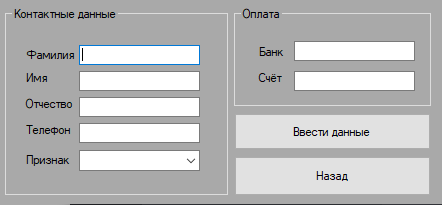 Контактные данные
Фамилия
Имя
Отчество
Телефон
Признак
Оплата
Банк
Счёт
Ввести данные
Назад